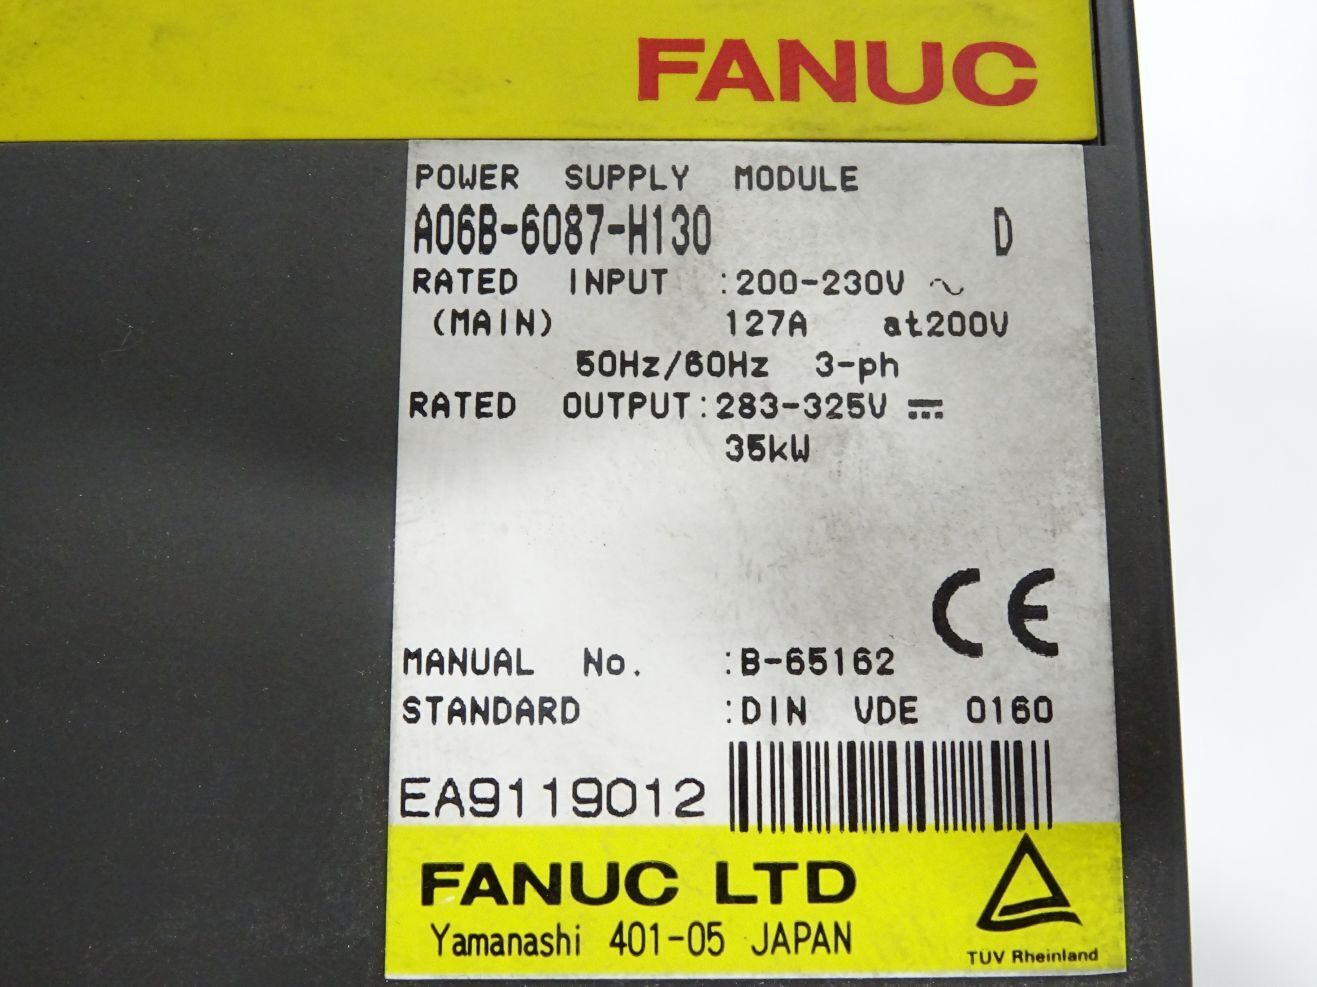 FANUC
POWER SUPPLY MODULE
A06B-6087-H130 D
RATED INPUT :200-230V ~
(MAIN) 127A at200V
50Hz/60Hz 3-ph
RATED OUTPUT:283-325V ⎓
35kW
CE
MANUAL No. :B-65162
STANDARD :DIN VDE 0160
EA9119012
FANUC LTD
Yamanashi 401-05 JAPAN
TÜV Rheinland